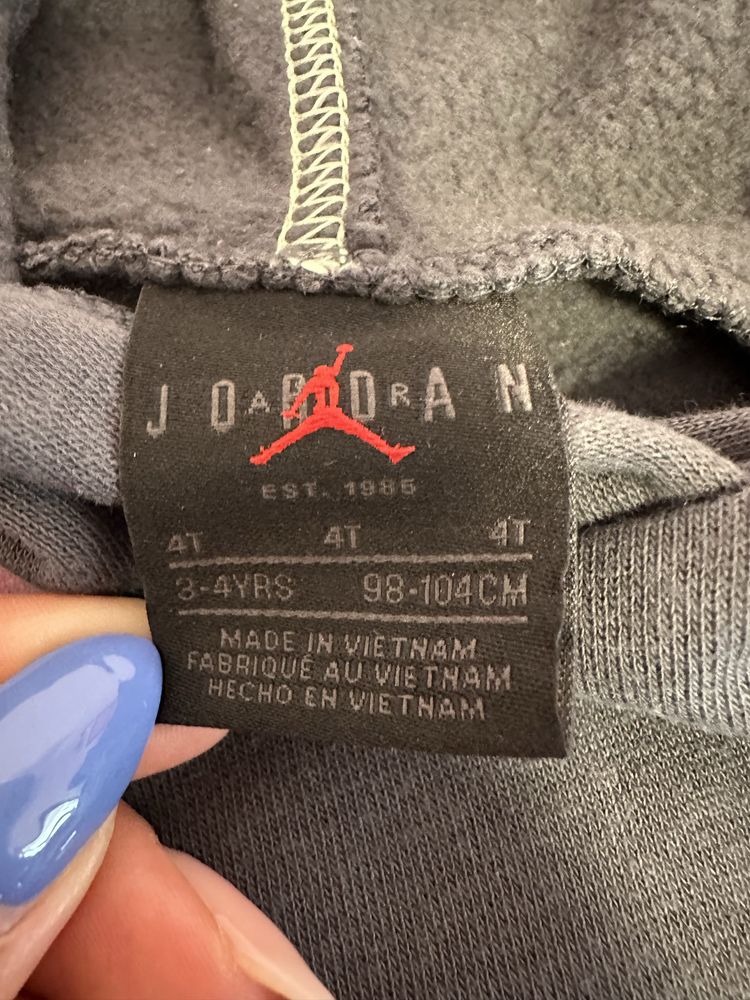 JORDAN
AIR
EST. 1985
4T 4T 4T
3-4YRS 98-104CM
MADE IN VIETNAM
FABRIQUÉ AU VIETNAM
HECHO EN VIETNAM